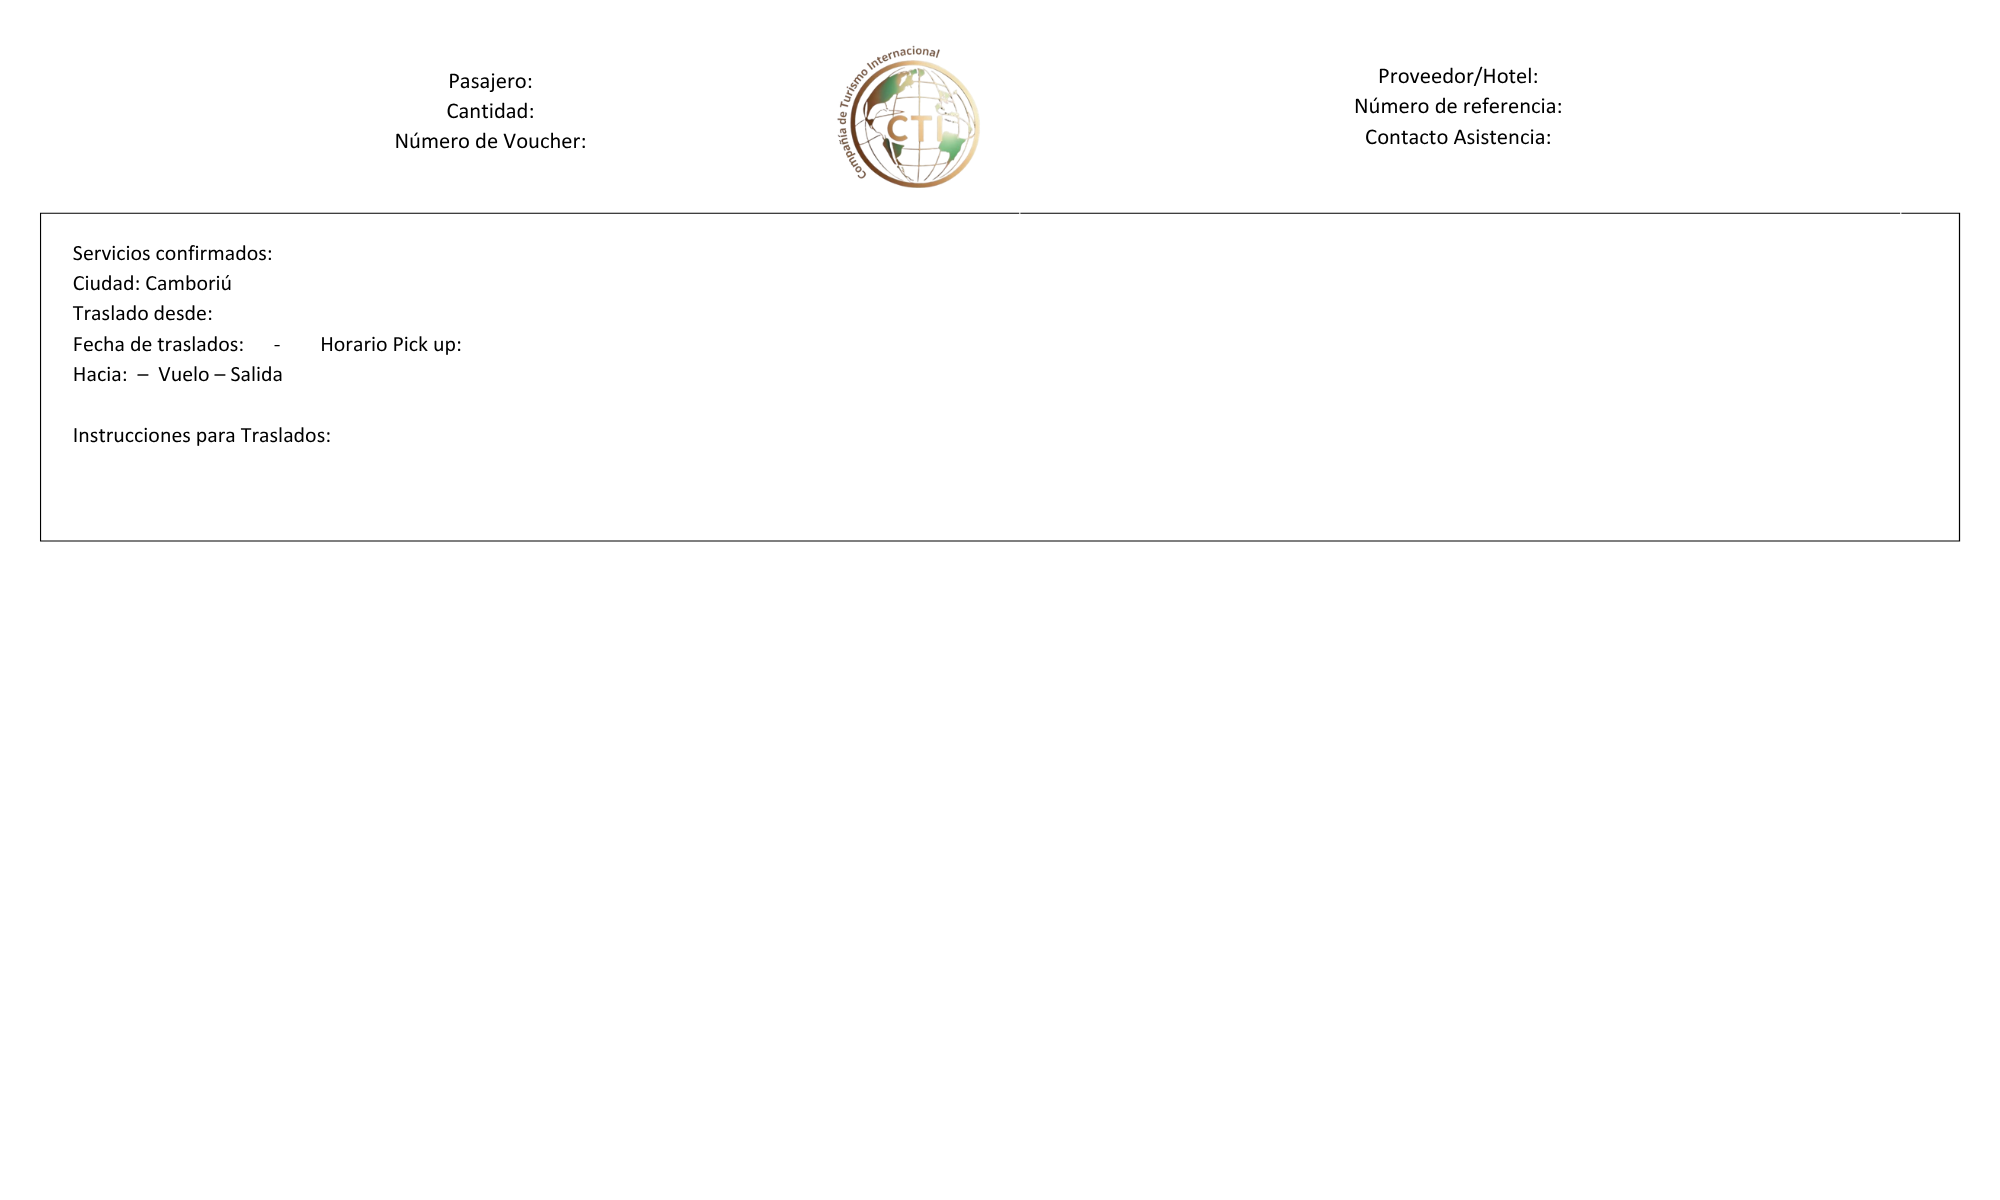 Pasajero:
Cantidad:
Número de Voucher:
Compañía de Turismo Internacional
CTI
Proveedor/Hotel:
Número de referencia:
Contacto Asistencia:
Servicios confirmados:
Ciudad: Camboriú
Traslado desde:
Fecha de traslados: - Horario Pick up:
Hacia: – Vuelo – Salida
Instrucciones para Traslados: